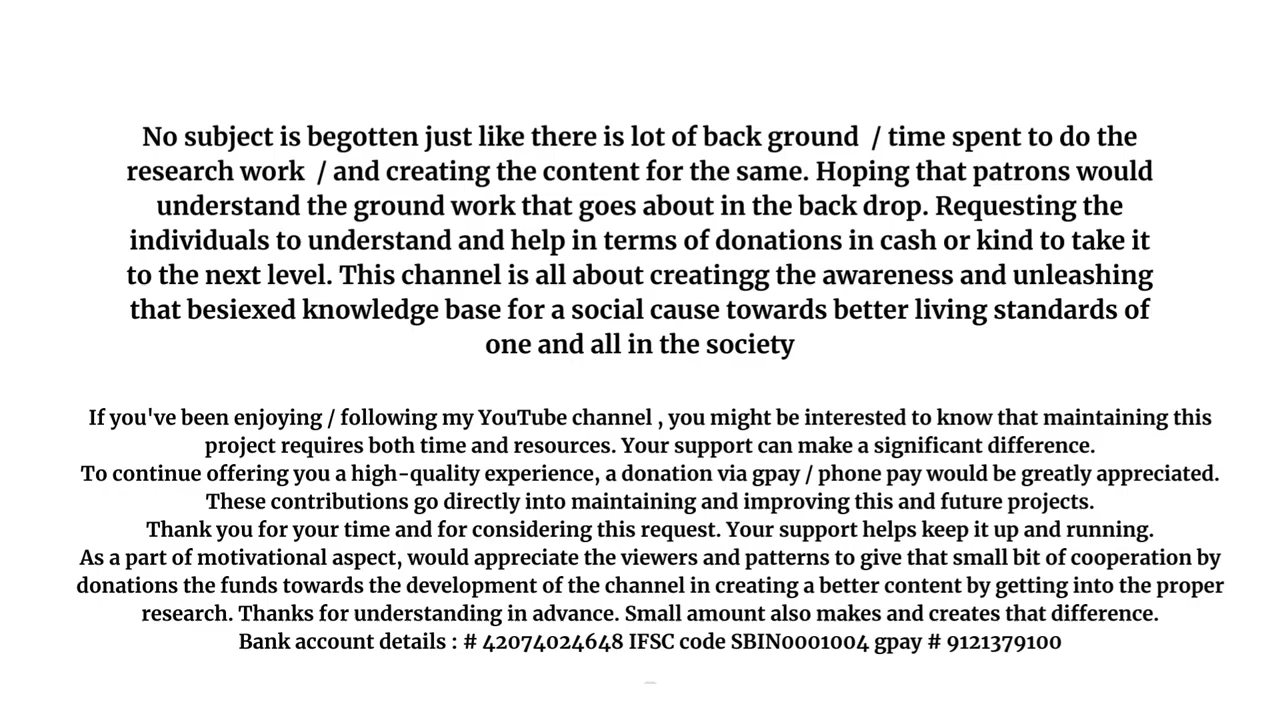 No subject is begotten just like there is lot of back ground / time spent to do the
research work / and creating the content for the same. Hoping that patrons would
understand the ground work that goes about in the back drop. Requesting the
individuals to understand and help in terms of donations in cash or kind to take it
to the next level. This channel is all about creatingg the awareness and unleashing
that besiexed knowledge base for a social cause towards better living standards of
one and all in the society
If you've been enjoying / following my YouTube channel , you might be interested to know that maintaining this
project requires both time and resources. Your support can make a significant difference.
To continue offering you a high-quality experience, a donation via gpay / phone pay would be greatly appreciated.
These contributions go directly into maintaining and improving this and future projects.
Thank you for your time and for considering this request. Your support helps keep it up and running.
As a part of motivational aspect, would appreciate the viewers and patterns to give that small bit of cooperation by
donations the funds towards the development of the channel in creating a better content by getting into the proper
research. Thanks for understanding in advance. Small amount also makes and creates that difference.
Bank account details : # 42074024648 IFSC code SBIN0001004 gpay # 9121379100